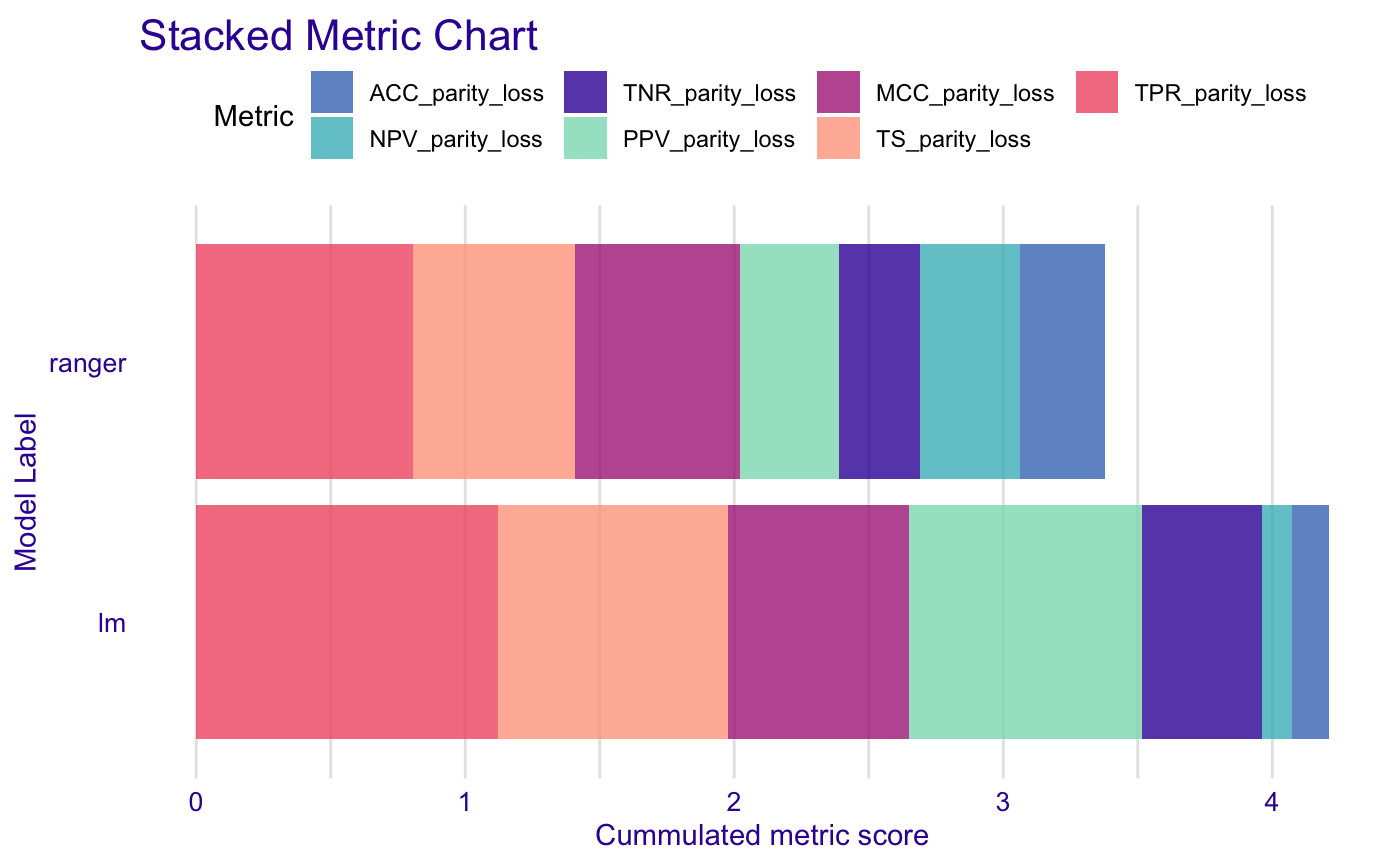 Stacked Metric Chart
Metric
ACC_parity_loss TNR_parity_loss MCC_parity_loss TPR_parity_loss
NPV_parity_loss PPV_parity_loss TS_parity_loss
Model Label
ranger
lm
0 1 2 3 4
Cummulated metric score